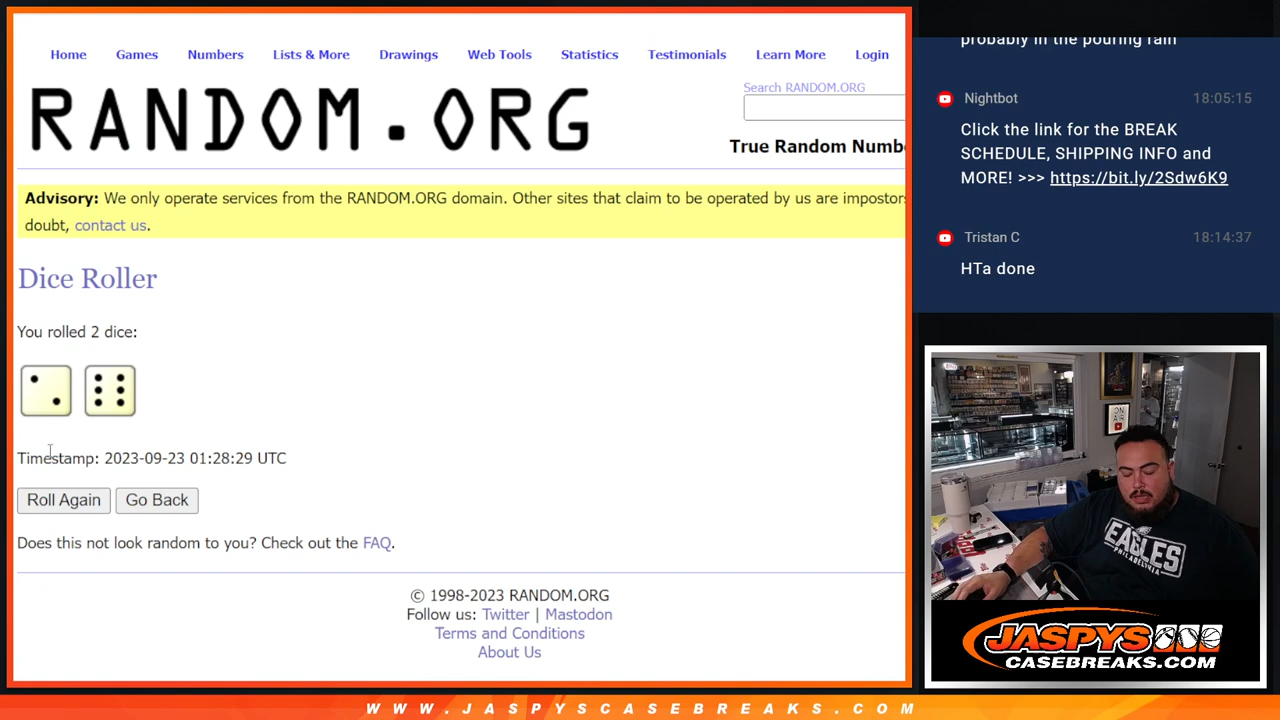 Home Games Numbers Lists & More Drawings Web Tools Statistics Testimonials Learn More Login
RANDOM.ORG
Search RANDOM.ORG
True Random Numbe
Advisory: We only operate services from the RANDOM.ORG domain. Other sites that claim to be operated by us are impostors
doubt, contact us.
Dice Roller
You rolled 2 dice:
Timestamp: 2023-09-23 01:28:29 UTC
Roll Again Go Back
Does this not look random to you? Check out the FAQ.
© 1998-2023 RANDOM.ORG
Follow us: Twitter | Mastodon
Terms and Conditions
About Us
probably in the pouring rain
Nightbot 18:05:15
Click the link for the BREAK
SCHEDULE, SHIPPING INFO and
MORE! >>> https://bit.ly/2Sdw6K9
Tristan C 18:14:37
HTa done
ON
AIR
EAGLES
PHILADELPHIA
JASPYS
CASEBREAKS.COM
WWW.JASPYSCASEBREAKS.COM